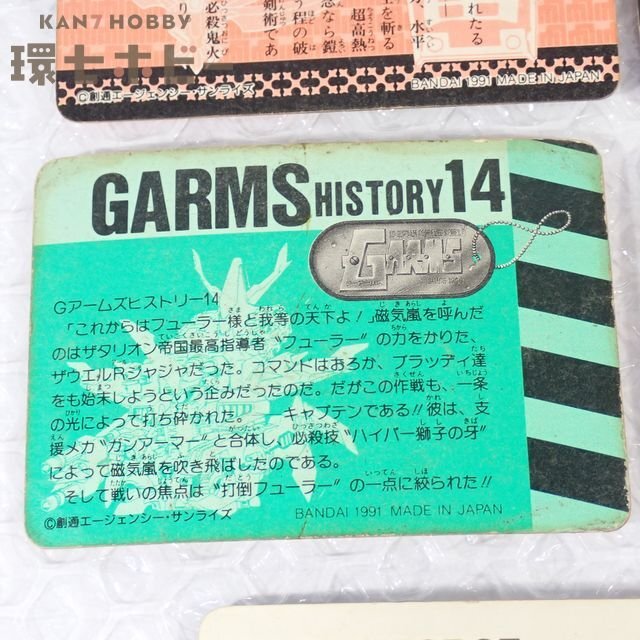 KAN7 HOBBY
環七ホビー
必殺鬼火
剣術であ
う程の破
念なら鎧
超高熱
を斬る
水平
れたる
©創通エージェンシー・サンライズ
BANDAI 1991 MADE IN JAPAN
GARMS HISTORY 14
GARMS
Gアームズヒストリー14
「これからはフューラー様と我等の天下よ！」磁気嵐を呼んだ
のはザタリオン帝国最高指導者“フューラー”の力をかりた、
ザウエルRジャジャだった。コマンドはおろか、ブラッディ達
をも始末しようという企みだったのだ。だがこの作戦も、一条
の光によって打ち砕かれた。──キャプテンである!!彼は、支
援メカ“ガンアーマー”と合体し、必殺技“ハイパー獅子の牙”
によって磁気嵐を吹き飛ばしたのである。
そして戦いの焦点は“打倒フューラー”の一点に絞られた!!
©創通エージェンシー・サンライズ
BANDAI 1991 MADE IN JAPAN